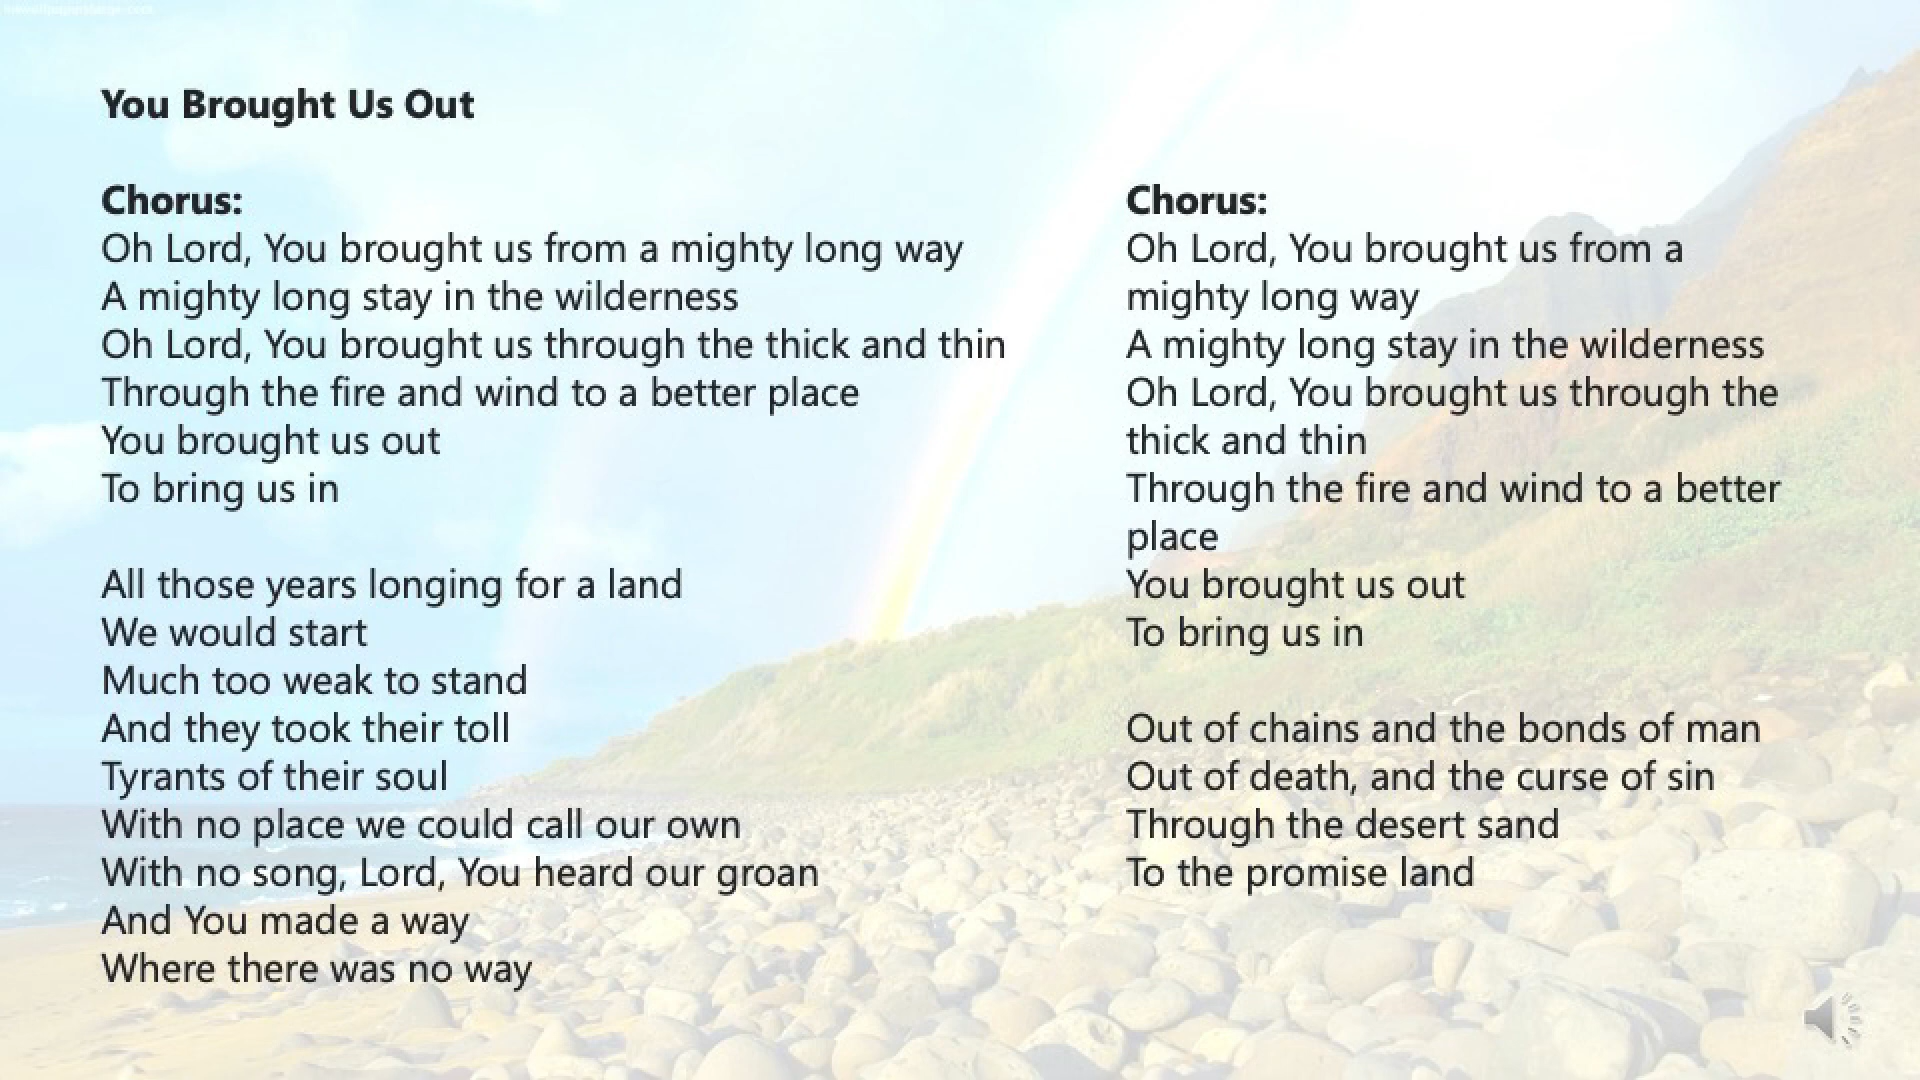 You Brought Us Out
Chorus:
Oh Lord, You brought us from a mighty long way
A mighty long stay in the wilderness
Oh Lord, You brought us through the thick and thin
Through the fire and wind to a better place
You brought us out
To bring us in
All those years longing for a land
We would start
Much too weak to stand
And they took their toll
Tyrants of their soul
With no place we could call our own
With no song, Lord, You heard our groan
And You made a way
Where there was no way
Chorus:
Oh Lord, You brought us from a
mighty long way
A mighty long stay in the wilderness
Oh Lord, You brought us through the
thick and thin
Through the fire and wind to a better
place
You brought us out
To bring us in
Out of chains and the bonds of man
Out of death, and the curse of sin
Through the desert sand
To the promise land